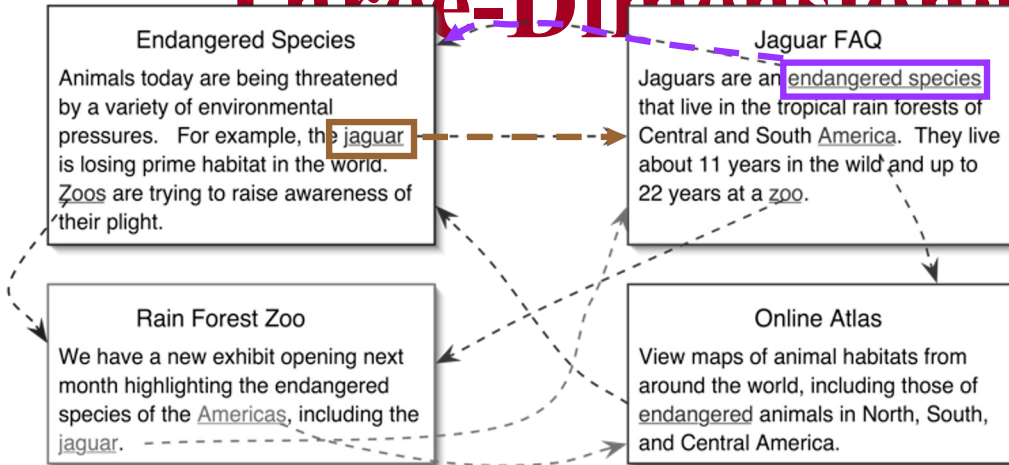 Three-Dimensional
Endangered Species
Animals today are being threatened
by a variety of environmental
pressures. For example, the jaguar
is losing prime habitat in the world.
Zoos are trying to raise awareness of
their plight.
Jaguar FAQ
Jaguars are an endangered species
that live in the tropical rain forests of
Central and South America. They live
about 11 years in the wild and up to
22 years at a zoo.
Rain Forest Zoo
We have a new exhibit opening next
month highlighting the endangered
species of the Americas, including the
jaguar.
Online Atlas
View maps of animal habitats from
around the world, including those of
endangered animals in North, South,
and Central America.